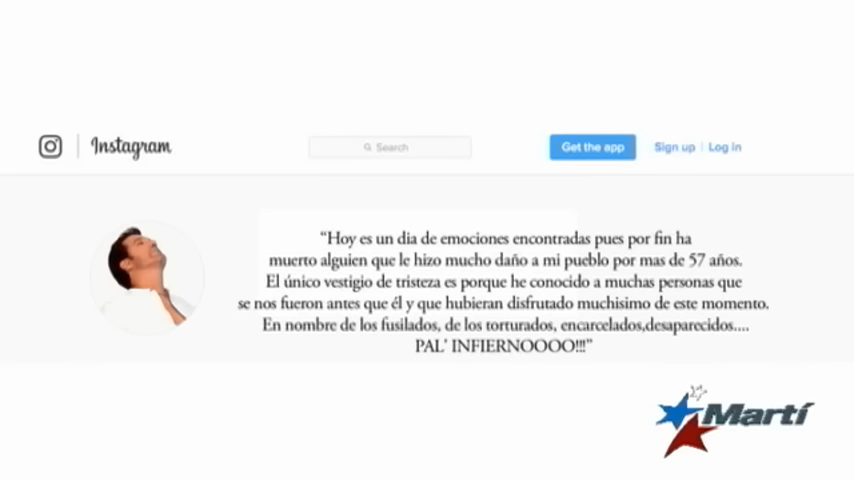 Instagram
Search
Get the app
Sign up | Log in
“Hoy es un dia de emociones encontradas pues por fin ha
muerto alguien que le hizo mucho daño a mi pueblo por mas de 57 años.
El único vestigio de tristeza es porque he conocido a muchas personas que
se nos fueron antes que él y que hubieran disfrutado muchisimo de este momento.
En nombre de los fusilados, de los torturados, encarcelados,desaparecidos....
PAL’ INFIERNOOOO!!!”
Martí